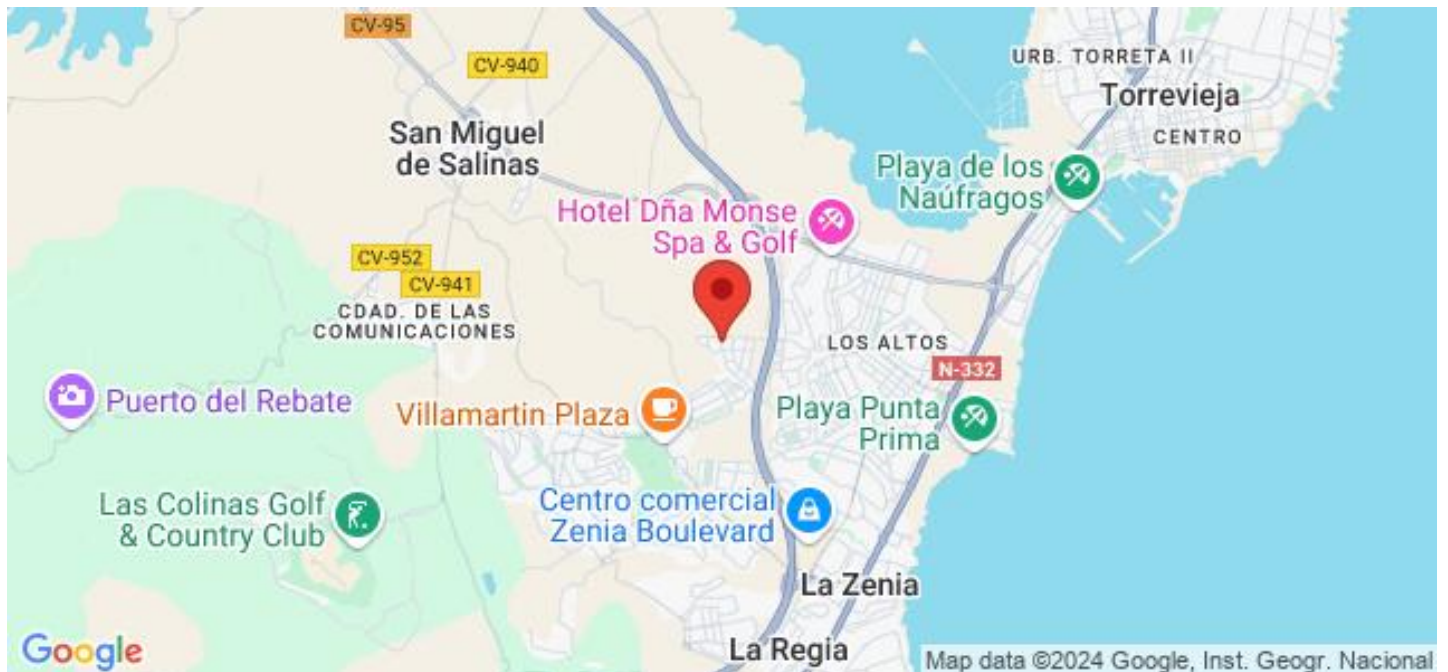 CV-95
CV-940
URB. TORRETA II
Torrevieja
CENTRO
San Miguel
de Salinas
Playa de los
Naúfragos
Hotel Dña Monse
Spa & Golf
CV-952
CV-941
CDAD. DE LAS
COMUNICACIONES
LOS ALTOS
N-332
Puerto del Rebate
Villamartin Plaza
Playa Punta
Prima
Las Colinas Golf
& Country Club
Centro comercial
Zenia Boulevard
La Zenia
La Regia
Google
Map data ©2024 Google, Inst. Geogr. Nacional